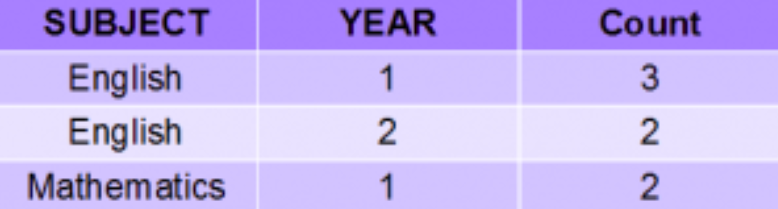 SUBJECT YEAR Count
English 1 3
English 2 2
Mathematics 1 2